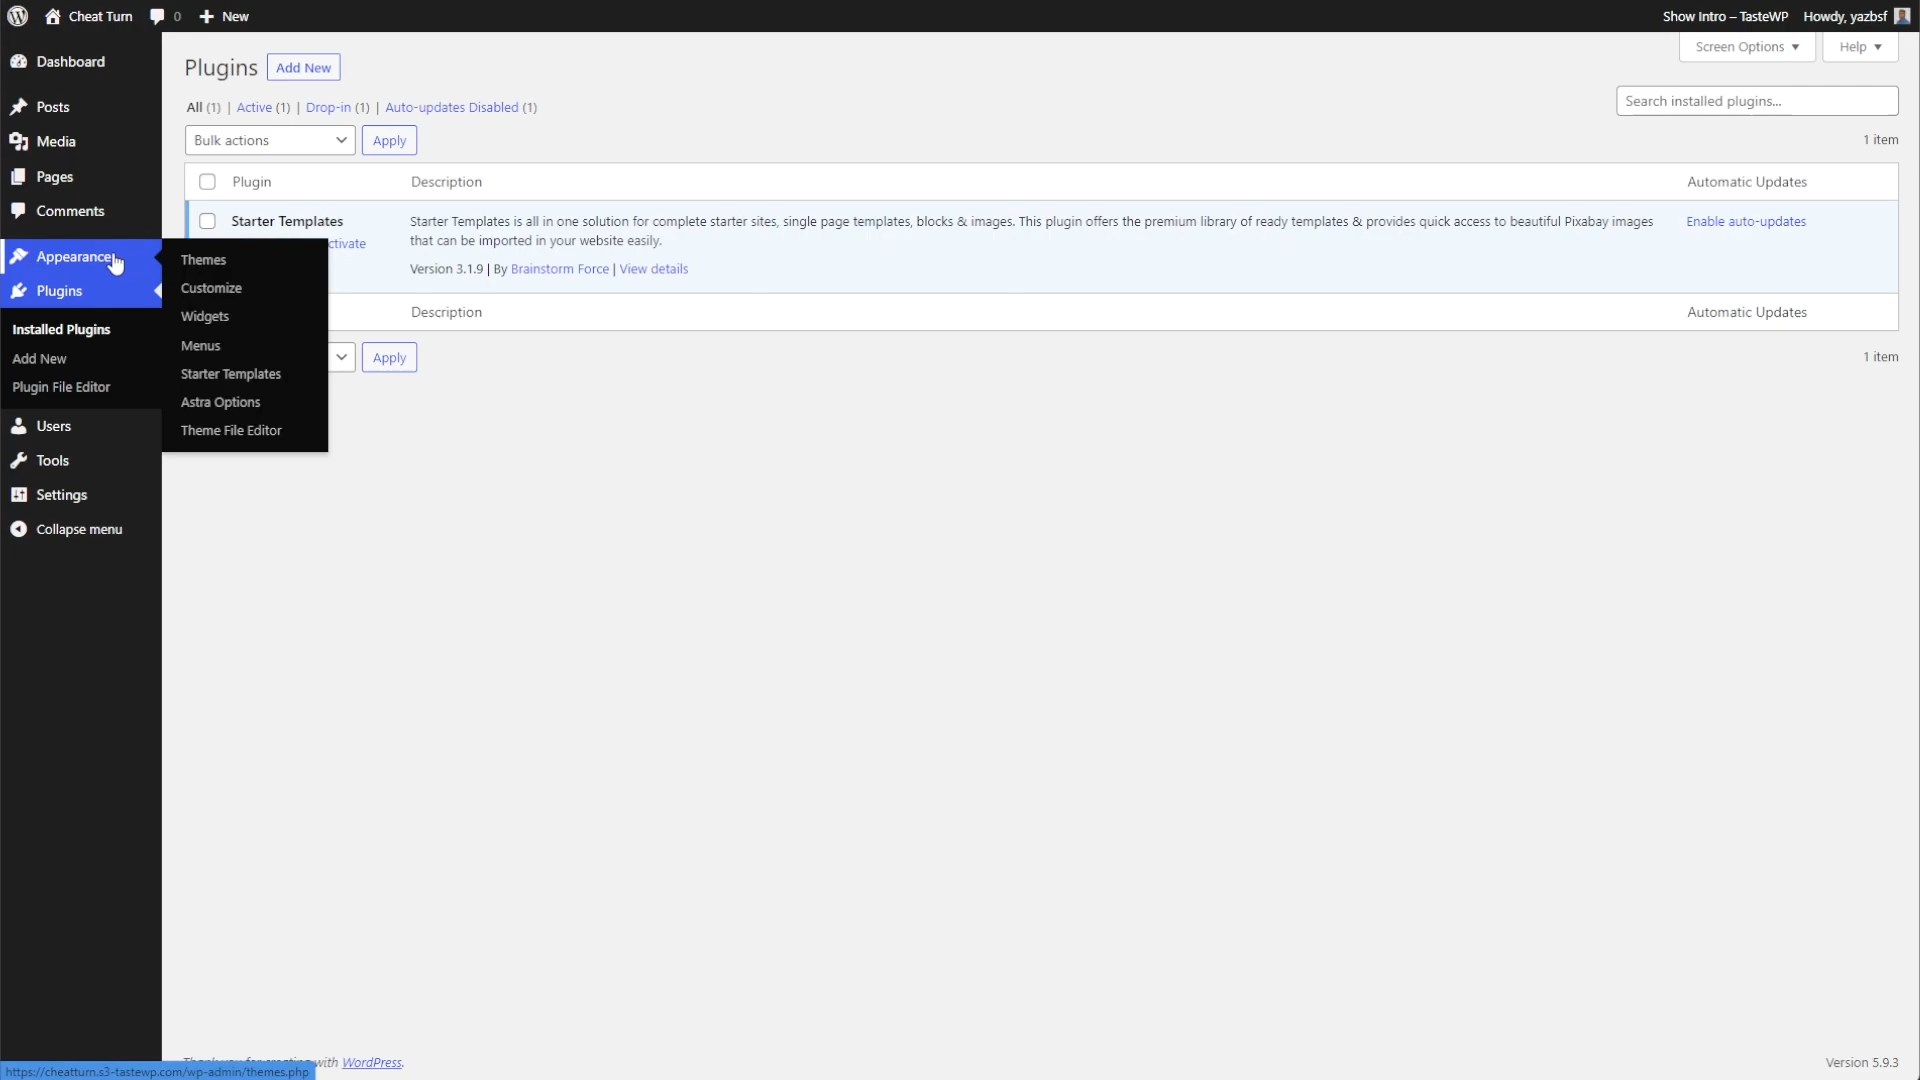 Cheat Turn 0 New Show Intro – TasteWP Howdy, yazbsf
Dashboard
Posts
Media
Pages
Comments
Appearance
Plugins
Installed Plugins
Add New
Plugin File Editor
Users
Tools
Settings
Collapse menu
Themes
Customize
Widgets
Menus
Starter Templates
Astra Options
Theme File Editor
Screen Options ▼ Help ▼
Plugins Add New
All (1) | Active (1) | Drop-in (1) | Auto-updates Disabled (1)
Search installed plugins...
Bulk actions Apply 1 item
Plugin Description Automatic Updates
Starter Templates
ctivate
Starter Templates is all in one solution for complete starter sites, single page templates, blocks & images. This plugin offers the premium library of ready templates & provides quick access to beautiful Pixabay images
that can be imported in your website easily.
Version 3.1.9 | By Brainstorm Force | View details
Enable auto-updates
Description Automatic Updates
Apply 1 item
Thank you for creating with WordPress. Version 5.9.3
https://cheatturn.s3-tastewp.com/wp-admin/themes.php